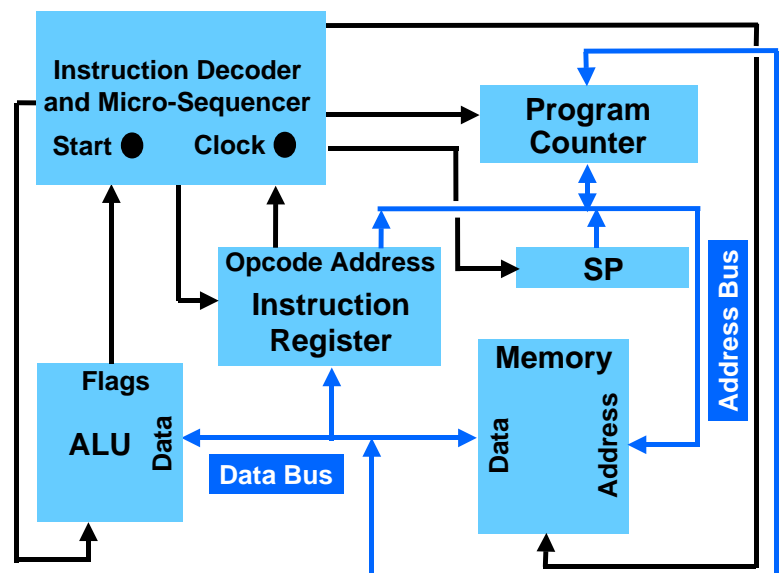 Instruction Decoder
and Micro-Sequencer
Start
Clock
Program
Counter
Opcode Address
Instruction
Register
SP
Address Bus
Memory
Data
Address
Flags
ALU
Data
Data Bus